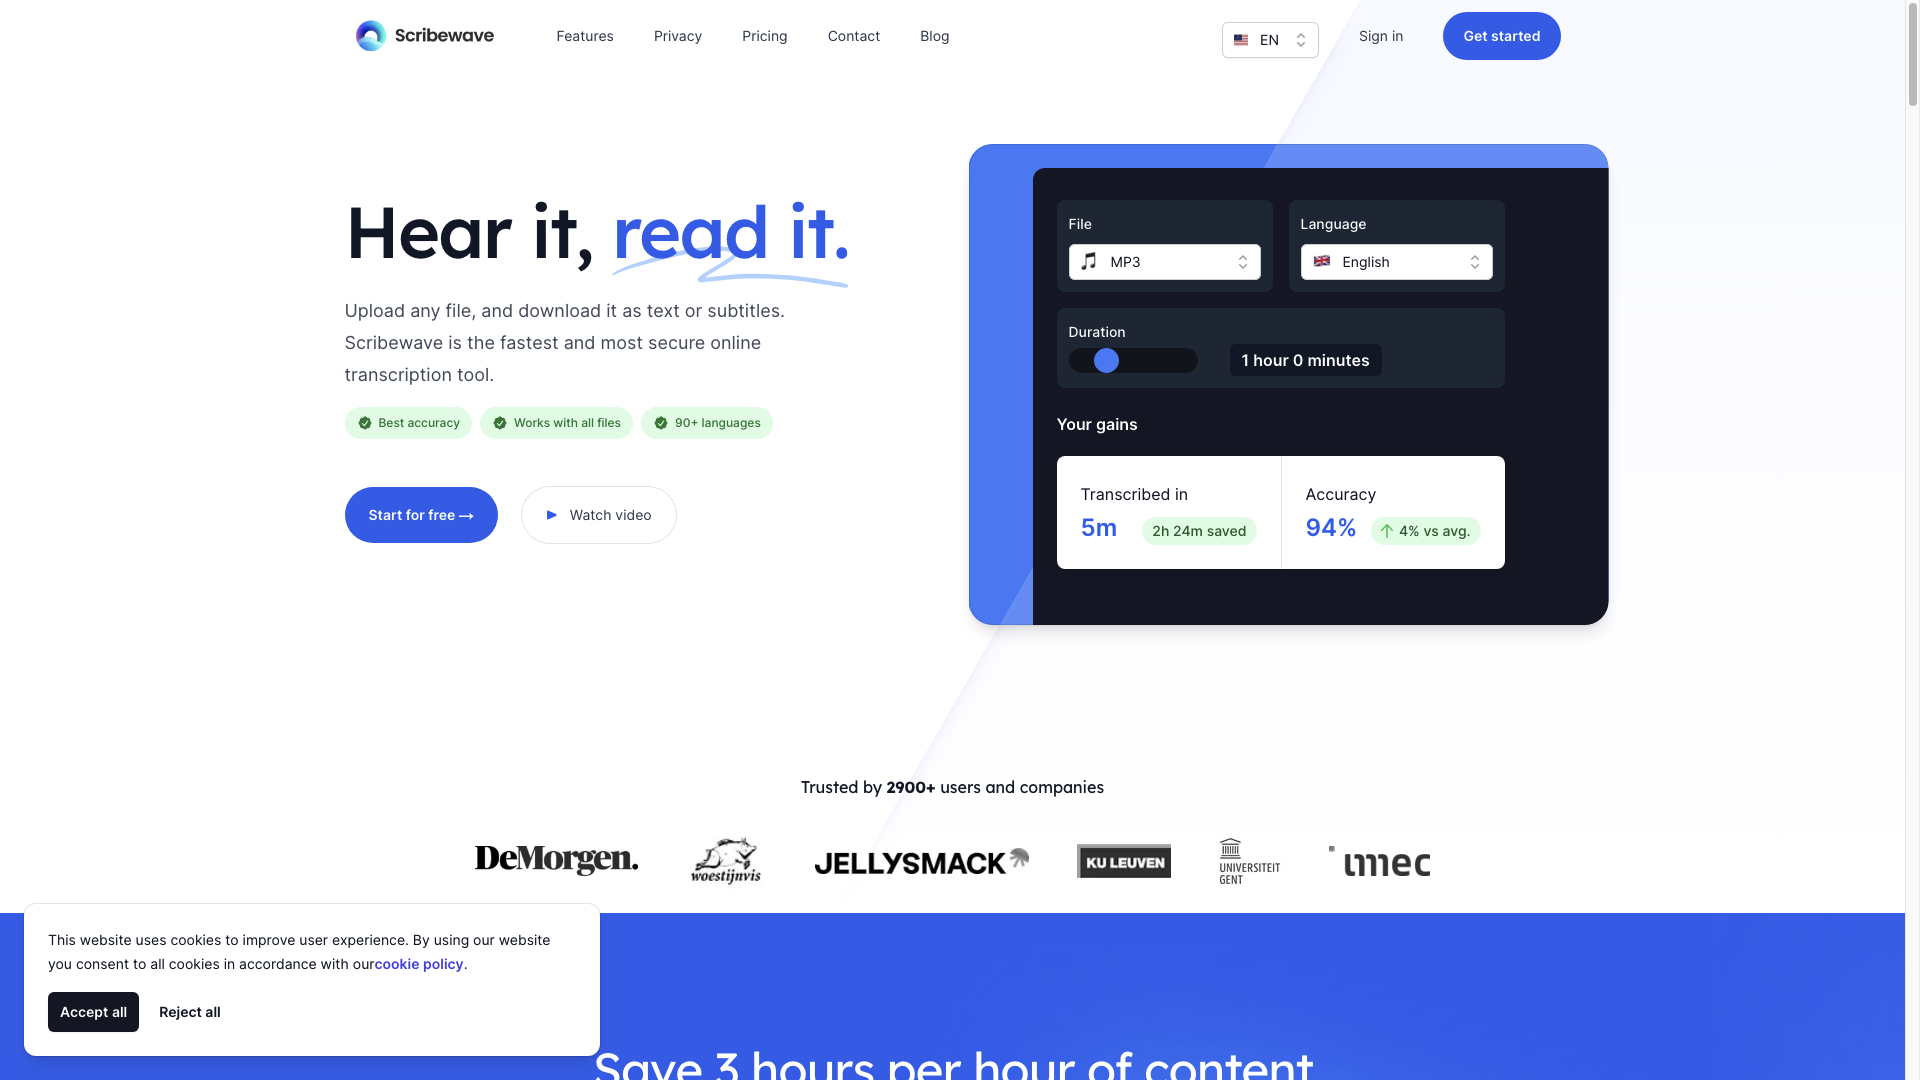 Scribewave
Features
Privacy
Pricing
Contact
Blog
EN
Sign in
Get started
Hear it, read it.
Upload any file, and download it as text or subtitles.
Scribewave is the fastest and most secure online
transcription tool.
Best accuracy
Works with all files
90+ languages
Start for free →
Watch video
File
MP3
Language
English
Duration
1 hour 0 minutes
Your gains
Transcribed in
5m
2h 24m saved
Accuracy
94%
4% vs avg.
Trusted by 2900+ users and companies
DeMorgen.
woestijnvis
JELLYSMACK
KU LEUVEN
UNIVERSITEIT
GENT
imec
This website uses cookies to improve user experience. By using our website
you consent to all cookies in accordance with ourcookie policy.
Accept all
Reject all
Save 3 hours per hour of content